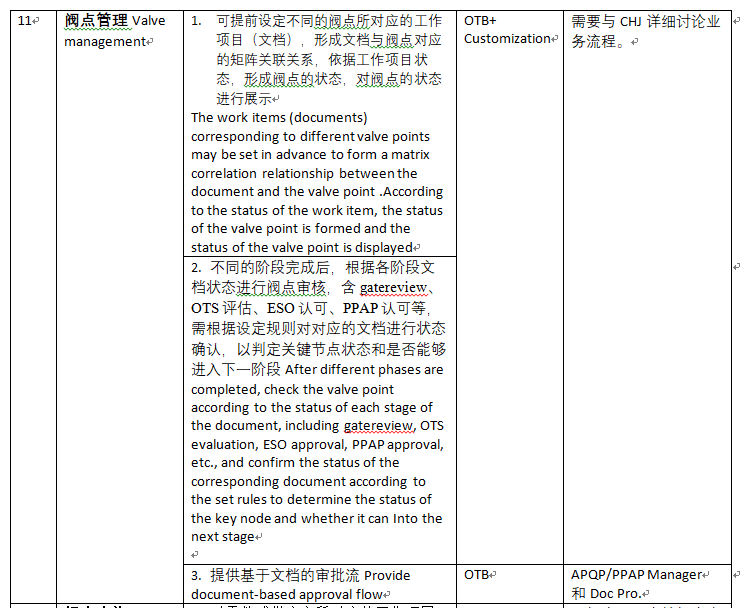 11
阀点管理 Valve
management
1. 可提前设定不同的阀点所对应的工作
项目（文档），形成文档与阀点对应
的矩阵关联关系，依据工作项目状
态，形成阀点的状态，对阀点的状态
进行展示
The work items (documents)
corresponding to different valve points
may be set in advance to form a matrix
correlation relationship between the
document and the valve point .According
to the status of the work item, the status
of the valve point is formed and the
status of the valve point is displayed
OTB+
Customization
需要与 CHJ 详细讨论业
务流程。
2. 不同的阶段完成后，根据各阶段文
档状态进行阀点审核，含 gatereview、
OTS 评估、ESO 认可、PPAP 认可等，
需根据设定规则对对应的文档进行状态
确认，以判定关键节点状态和是否能够
进入下一阶段 After different phases are
completed, check the valve point
according to the status of each stage of
the document, including gatereview, OTS
evaluation, ESO approval, PPAP approval,
etc., and confirm the status of the
corresponding document according to
the set rules to determine the status of
the key node and whether it can Into the
next stage
3. 提供基于文档的审批流 Provide
document-based approval flow
OTB
APQP/PPAP Manager
和 Doc Pro.